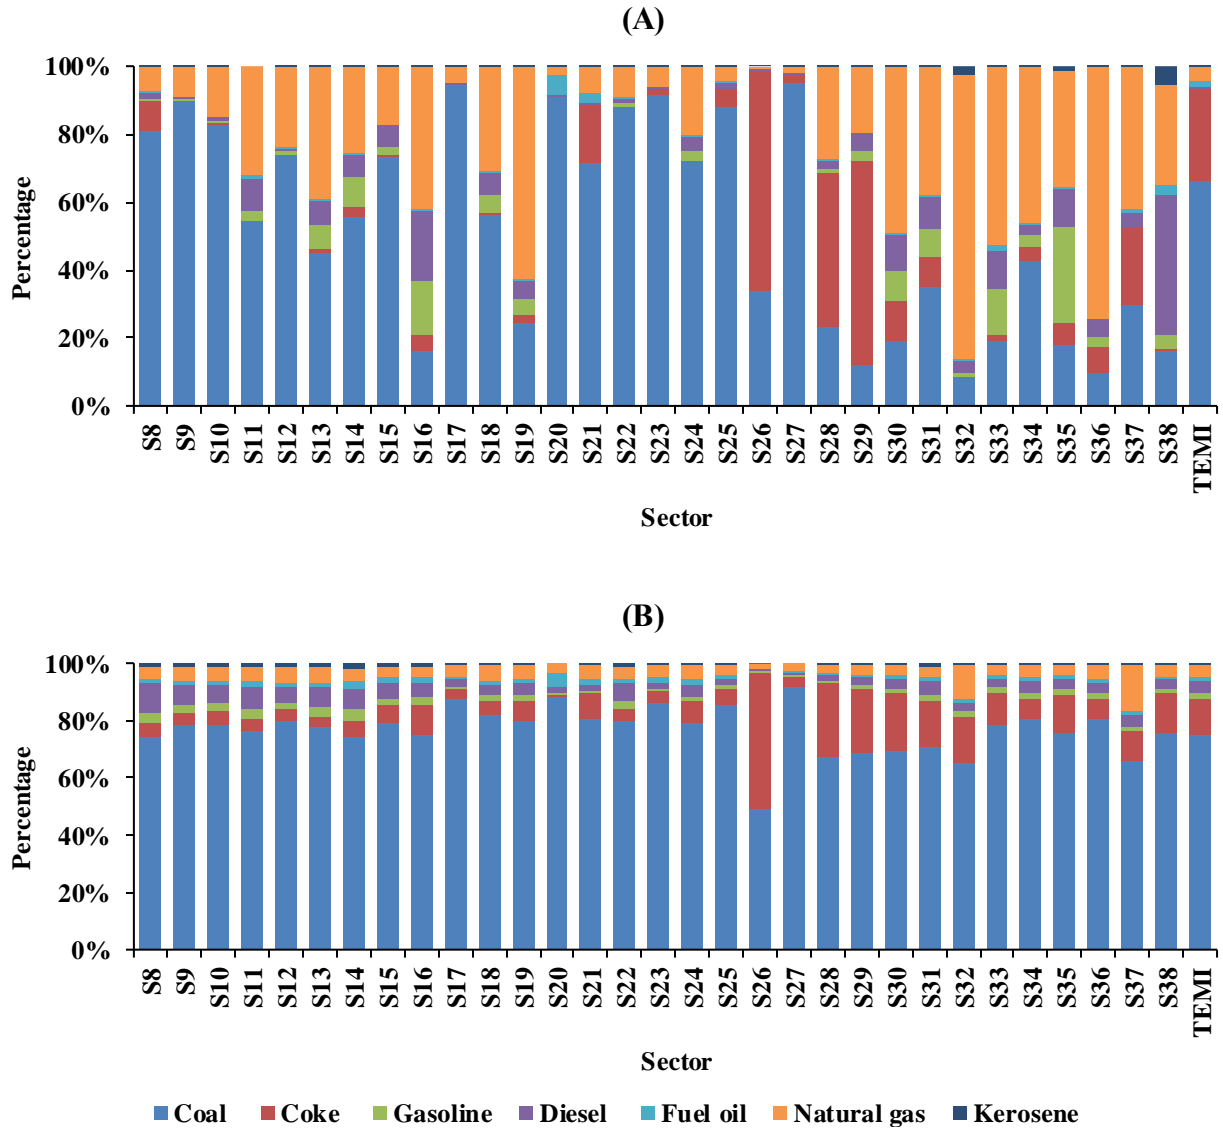 (A)
100%
80%
60%
40%
20%
0%
Percentage
S8 S9 S10 S11 S12 S13 S14 S15 S16 S17 S18 S19 S20 S21 S22 S23 S24 S25 S26 S27 S28 S29 S30 S31 S32 S33 S34 S35 S36 S37 S38 TEMI
Sector
(B)
100%
80%
60%
40%
20%
0%
Percentage
S8 S9 S10 S11 S12 S13 S14 S15 S16 S17 S18 S19 S20 S21 S22 S23 S24 S25 S26 S27 S28 S29 S30 S31 S32 S33 S34 S35 S36 S37 S38 TEMI
Sector
Coal Coke Gasoline Diesel Fuel oil Natural gas Kerosene